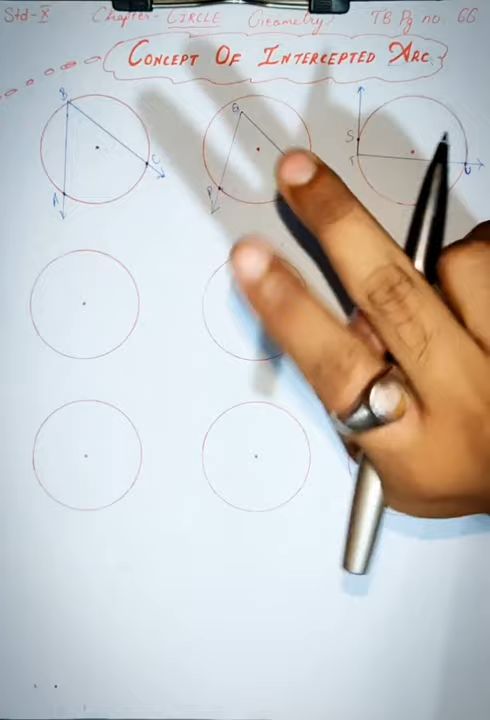 Std-X Chapter- CIRCLE Geometry TB Pg no 66
CONCEPT OF INTERCEPTED ARC.
B
C
A
Q
P
S
T
U